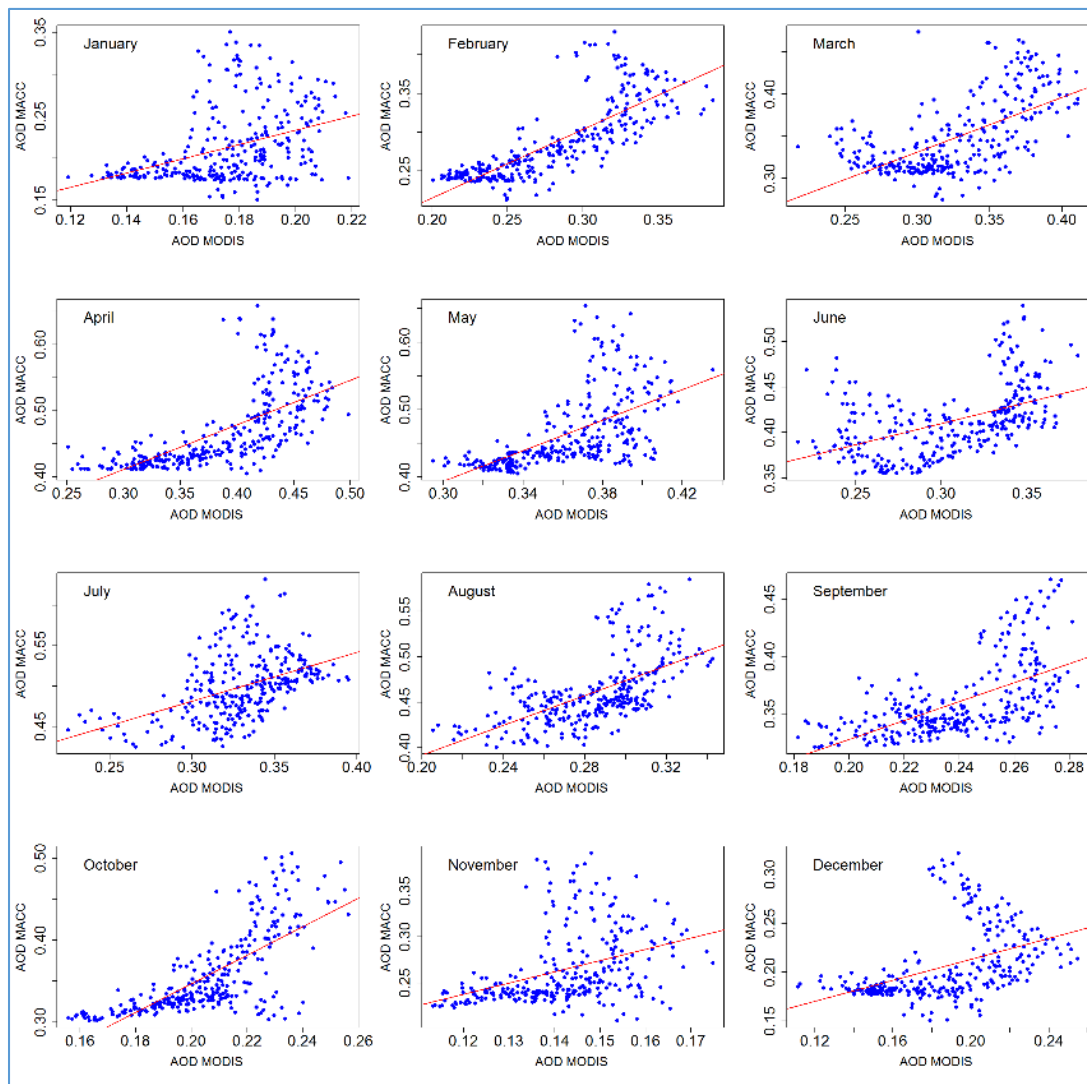 January
AOD MACC
0.15 0.25 0.35
0.12 0.14 0.16 0.18 0.20 0.22
AOD MODIS
February
AOD MACC
0.25 0.35
0.20 0.25 0.30 0.35
AOD MODIS
March
AOD MACC
0.30 0.40
0.25 0.30 0.35 0.40
AOD MODIS
April
AOD MACC
0.40 0.50 0.60
0.25 0.30 0.35 0.40 0.45 0.50
AOD MODIS
May
AOD MACC
0.40 0.50 0.60
0.30 0.34 0.38 0.42
AOD MODIS
June
AOD MACC
0.35 0.40 0.45 0.50
0.25 0.30 0.35
AOD MODIS
July
AOD MACC
0.45 0.55
0.25 0.30 0.35 0.40
AOD MODIS
August
AOD MACC
0.40 0.45 0.50 0.55
0.20 0.24 0.28 0.32
AOD MODIS
September
AOD MACC
0.35 0.40 0.45
0.18 0.20 0.22 0.24 0.26 0.28
AOD MODIS
October
AOD MACC
0.30 0.40 0.50
0.16 0.18 0.20 0.22 0.24 0.26
AOD MODIS
November
AOD MACC
0.25 0.30 0.35
0.12 0.13 0.14 0.15 0.16 0.17
AOD MODIS
December
AOD MACC
0.15 0.20 0.25 0.30
0.12 0.16 0.20 0.24
AOD MODIS